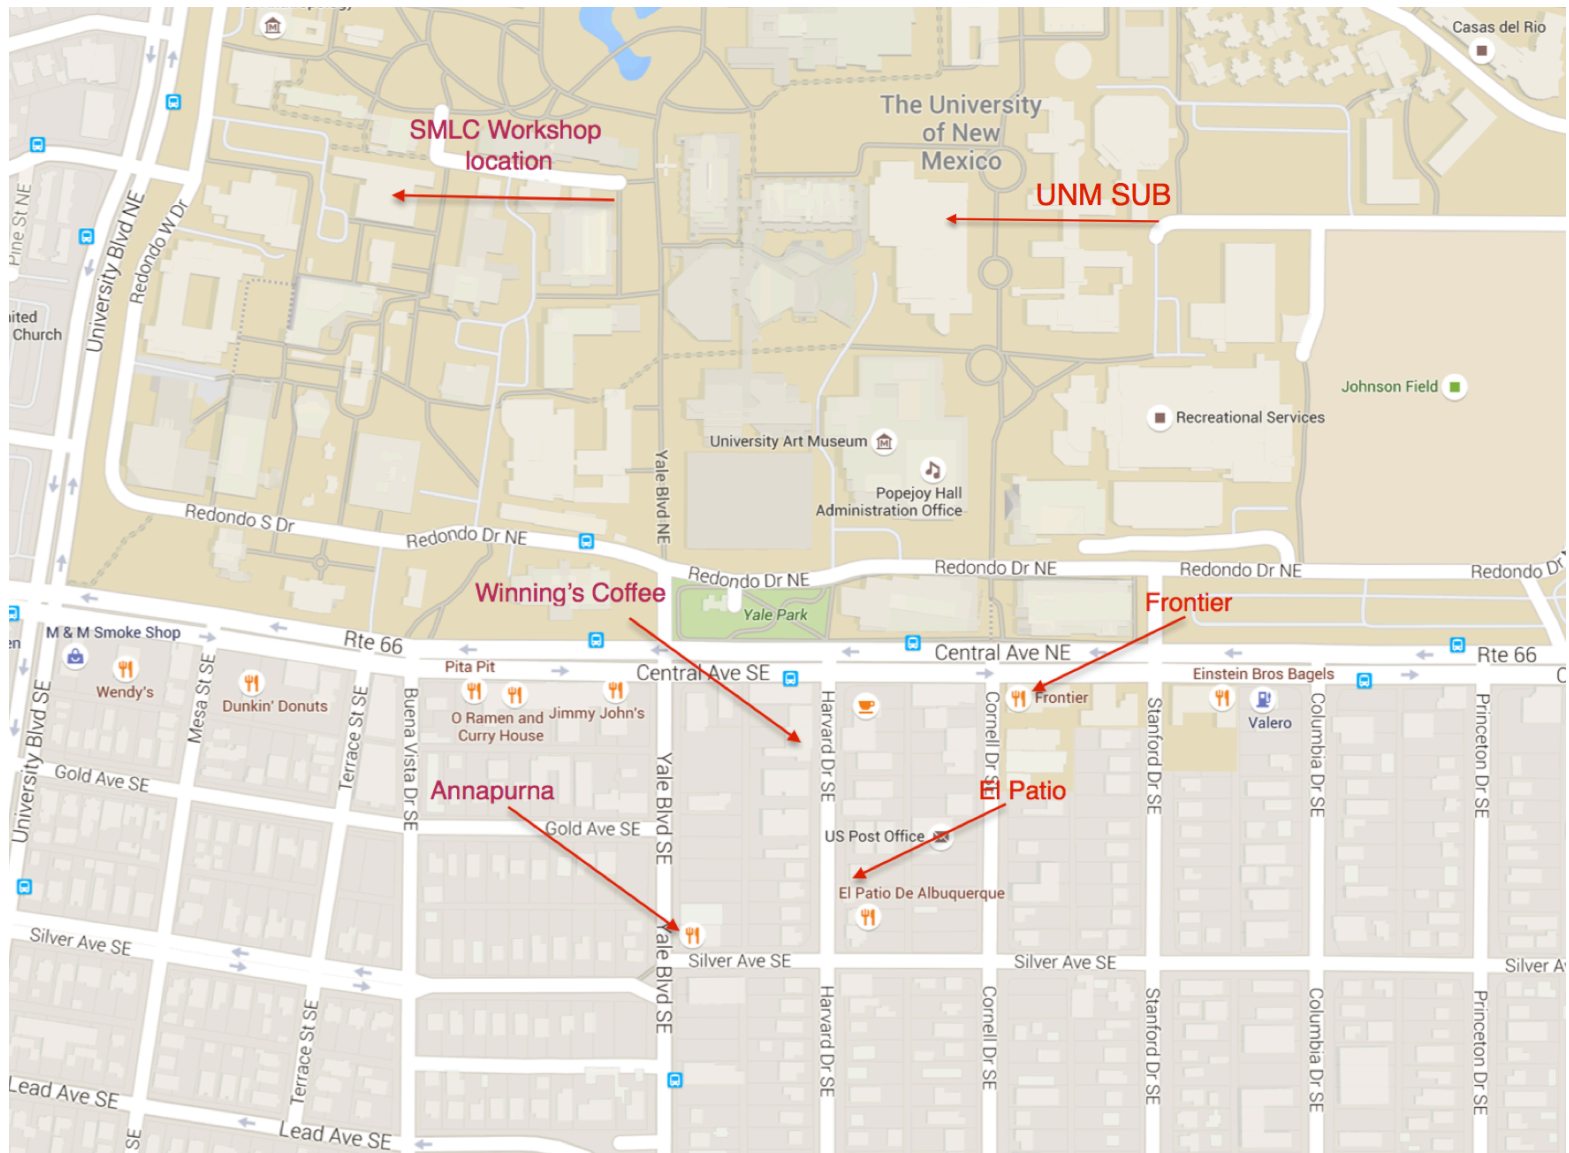 Casas del Rio
The University
of New
Mexico
SMLC Workshop
location
UNM SUB
Pine St NE
University Blvd NE
Redondo W Dr
Church
Johnson Field
Recreational Services
University Art Museum
Popejoy Hall
Administration Office
Yale Blvd NE
Redondo S Dr
Redondo Dr NE
Redondo Dr NE
Redondo Dr NE
Redondo Dr NE
Redondo Dr
Winning's Coffee
Yale Park
Frontier
M & M Smoke Shop
Rte 66
Central Ave NE
Rte 66
Wendy's
Pita Pit
Central Ave SE
Einstein Bros Bagels
Dunkin' Donuts
O Ramen and
Curry House
Jimmy John's
Frontier
Valero
University Blvd SE
Mesa St SE
Terrace St SE
Buena Vista Dr SE
Yale Blvd SE
Harvard Dr SE
Cornell Dr SE
Stanford Dr SE
Columbia Dr SE
Princeton Dr SE
Gold Ave SE
Annapurna
El Patio
Gold Ave SE
US Post Office
El Patio De Albuquerque
Silver Ave SE
Silver Ave SE
Silver Ave SE
Silver A
Yale Blvd SE
Terrace St SE
Harvard Dr SE
Cornell Dr SE
Stanford Dr SE
Columbia Dr SE
Princeton Dr SE
Lead Ave SE
Lead Ave SE
SE